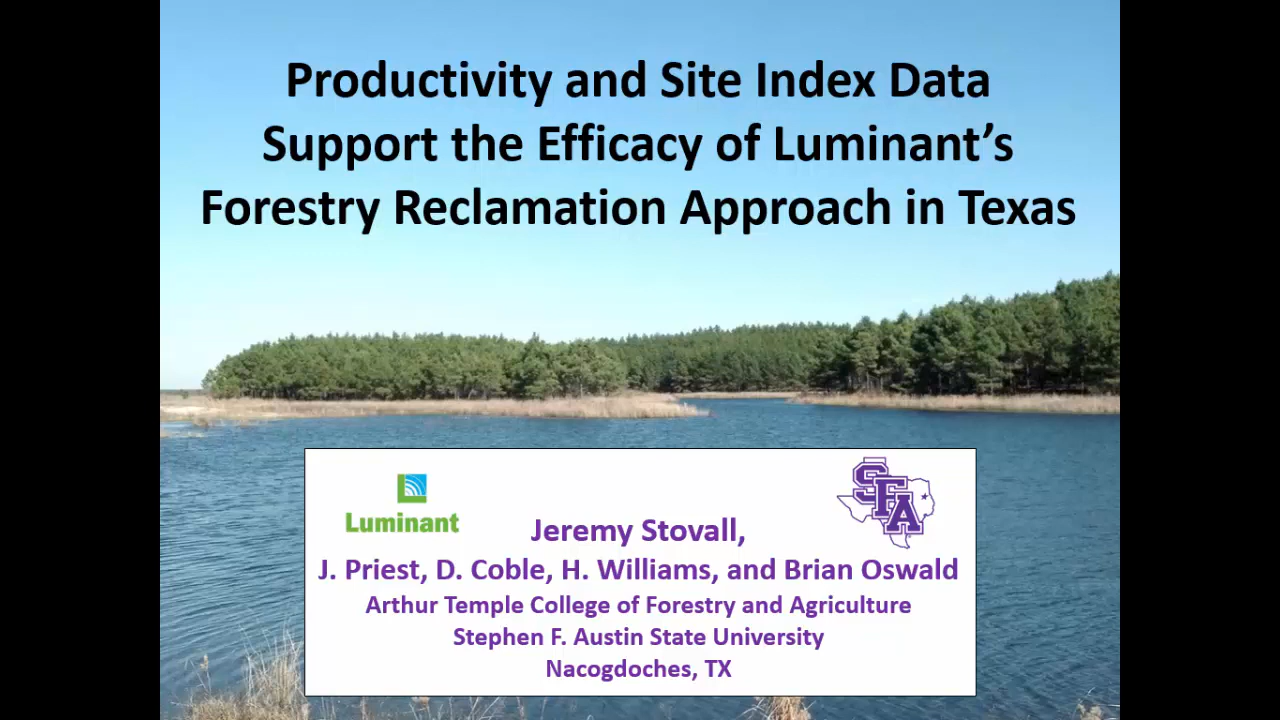 Productivity and Site Index Data
Support the Efficacy of Luminant’s
Forestry Reclamation Approach in Texas
Luminant
SFA
Jeremy Stovall,
J. Priest, D. Coble, H. Williams, and Brian Oswald
Arthur Temple College of Forestry and Agriculture
Stephen F. Austin State University
Nacogdoches, TX